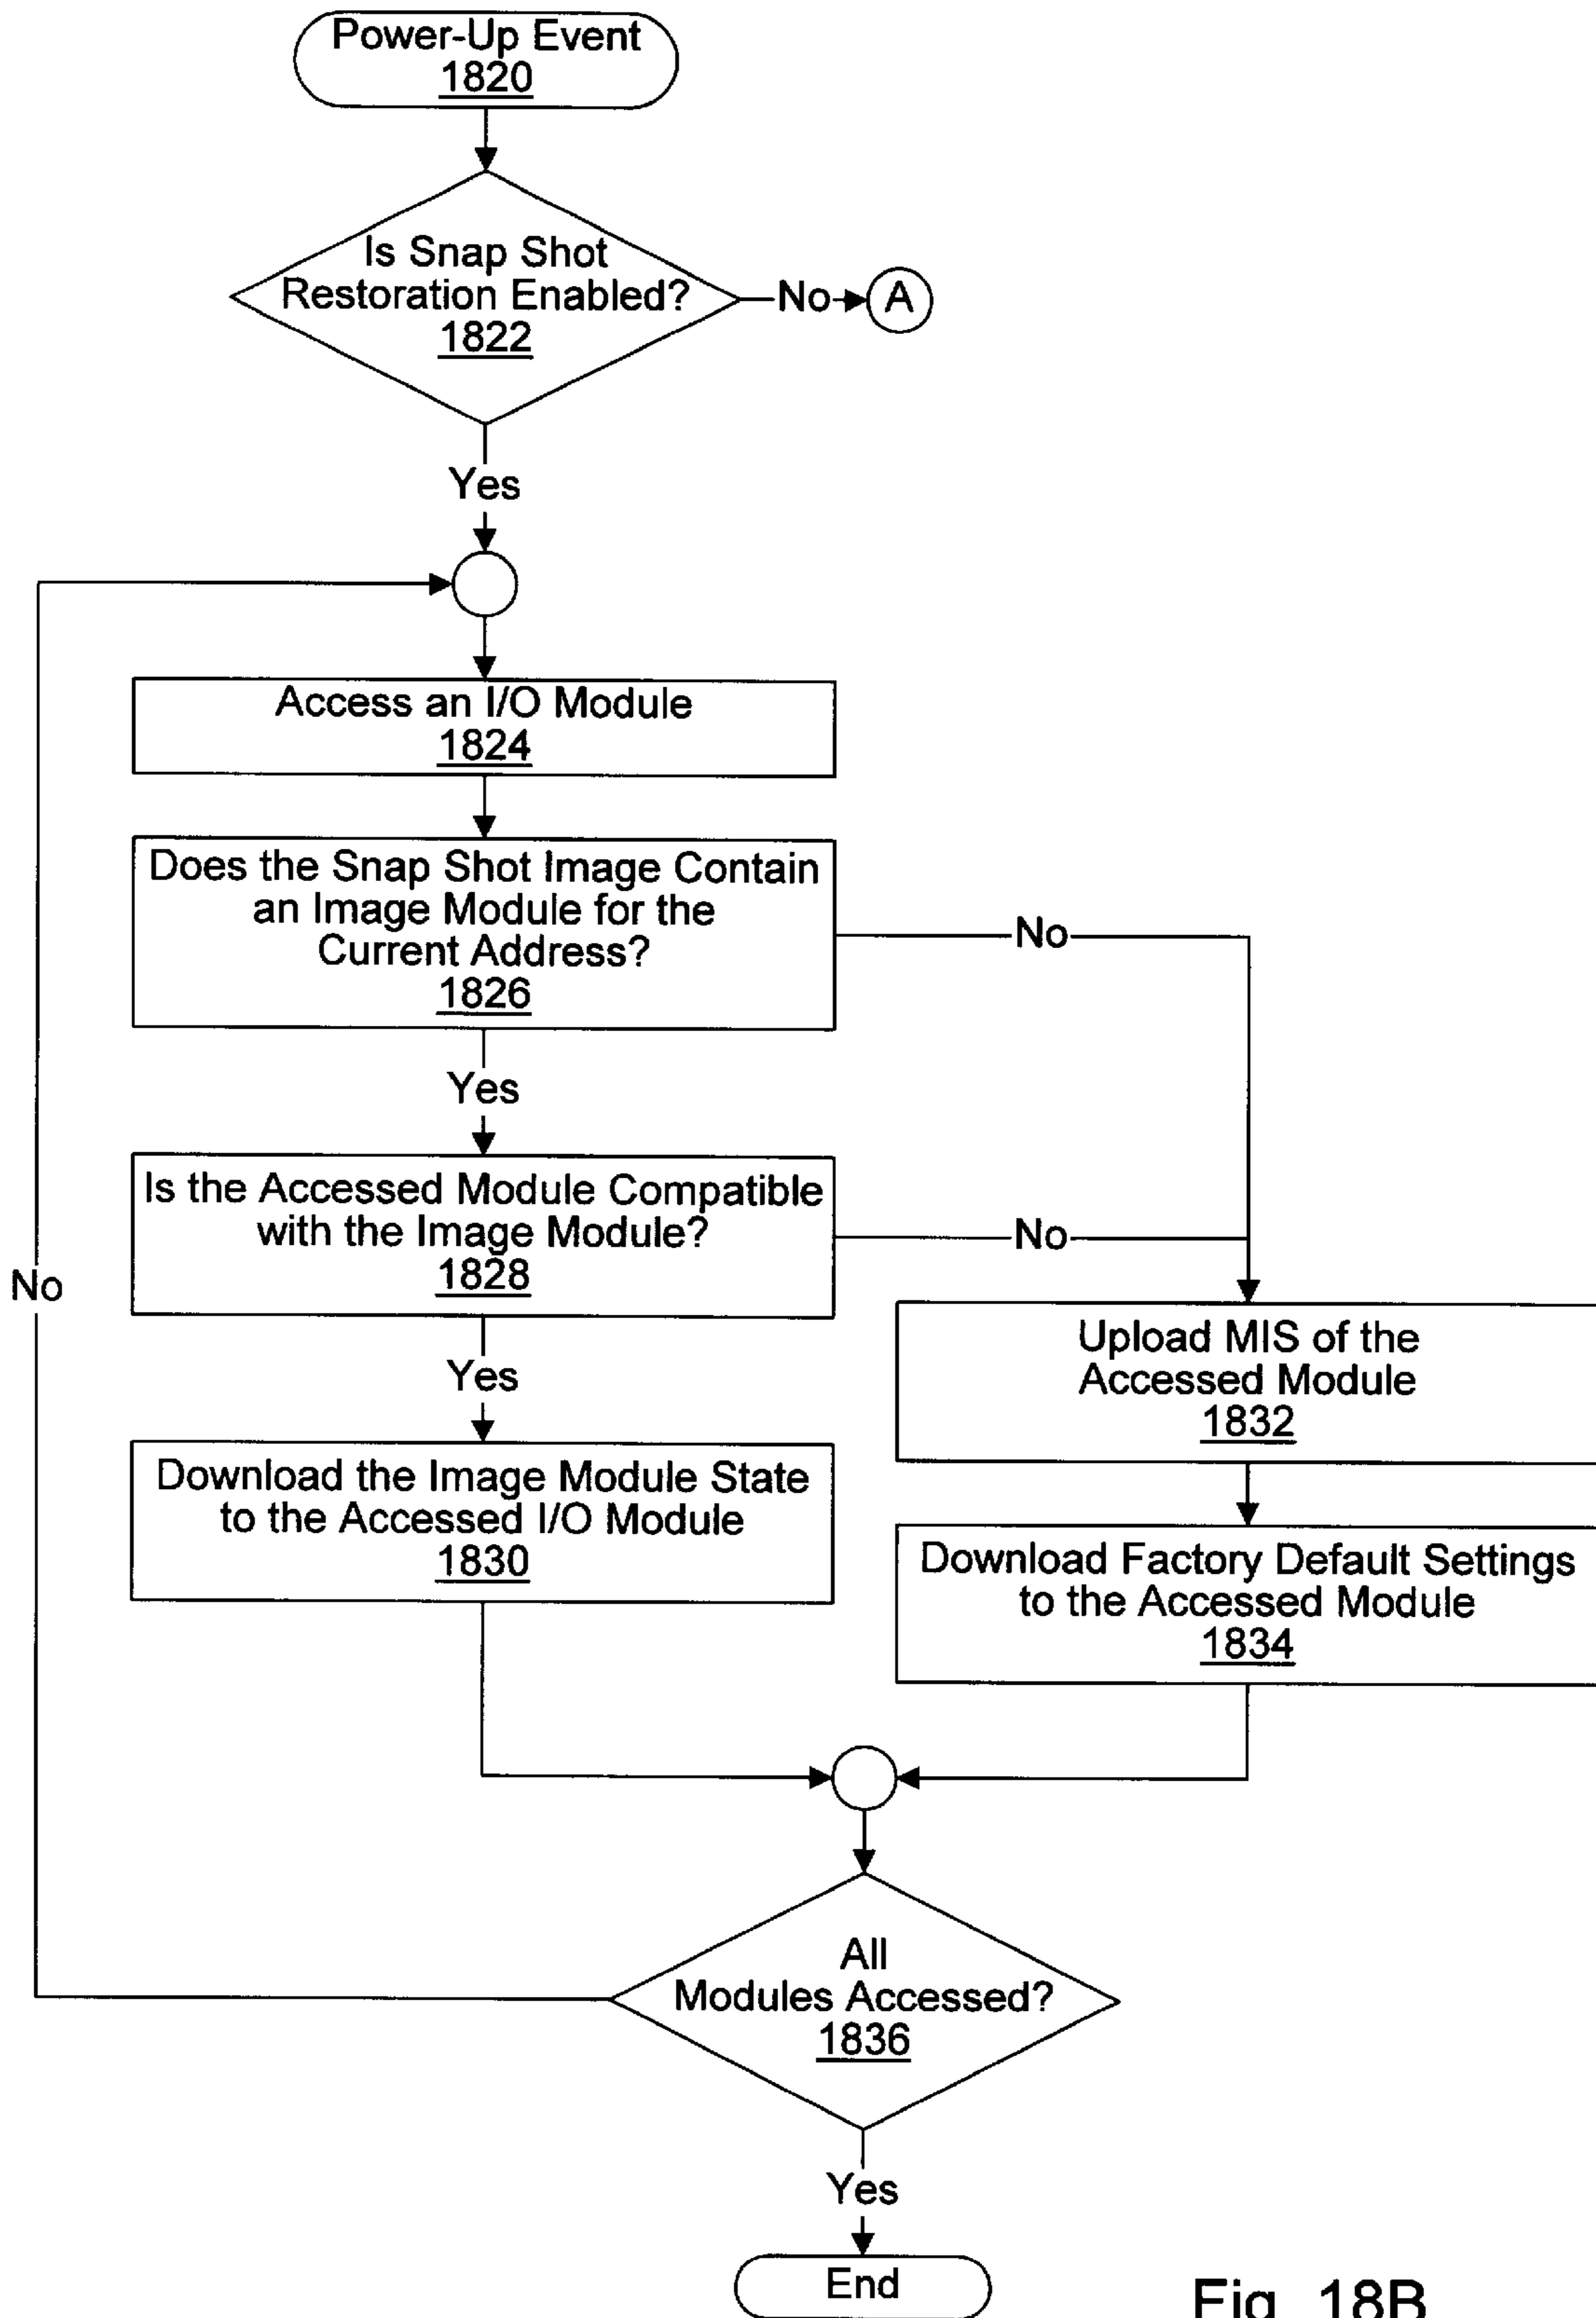 Power-Up Event
1820
Is Snap Shot
Restoration Enabled?
1822
No
A
Yes
Access an I/O Module
1824
Does the Snap Shot Image Contain
an Image Module for the
Current Address?
1826
No
Yes
Is the Accessed Module Compatible
with the Image Module?
1828
No
No
Yes
Upload MIS of the
Accessed Module
1832
Download the Image Module State
to the Accessed I/O Module
1830
Download Factory Default Settings
to the Accessed Module
1834
All
Modules Accessed?
1836
Yes
End
Fig. 18B